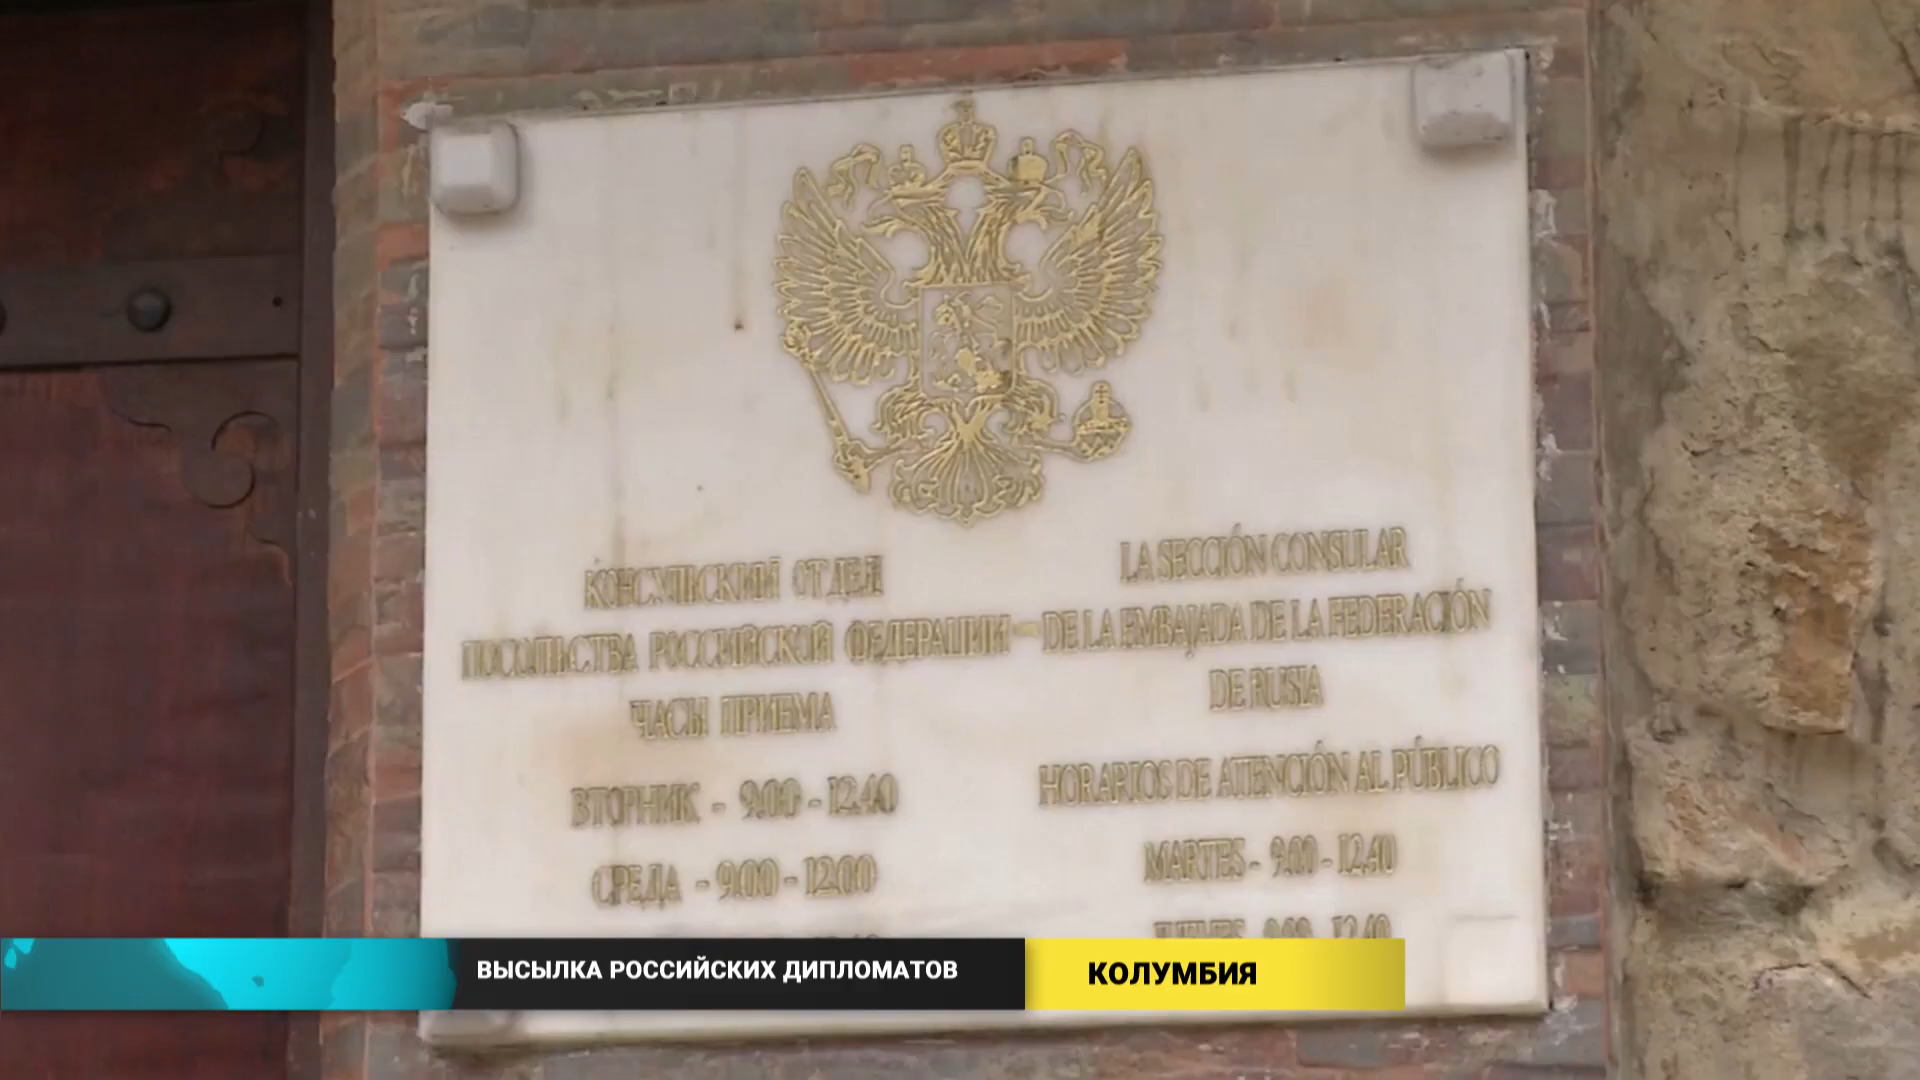 КОНСУЛЬСКИЙ ОТДЕЛ
ПОСОЛЬСТВА РОССИЙСКОЙ ФЕДЕРАЦИИ
ЧАСЫ ПРИЕМА
ВТОРНИК - 9.00 - 12.40
СРЕДА - 9.00 - 12.00
LA SECCIÓN CONSULAR
DE LA EMBAJADA DE LA FEDERACIÓN
DE RUSIA
HORARIOS DE ATENCIÓN AL PÚBLICO
MARTES - 9.00 - 12.40
ВЫСЫЛКА РОССИЙСКИХ ДИПЛОМАТОВ
КОЛУМБИЯ